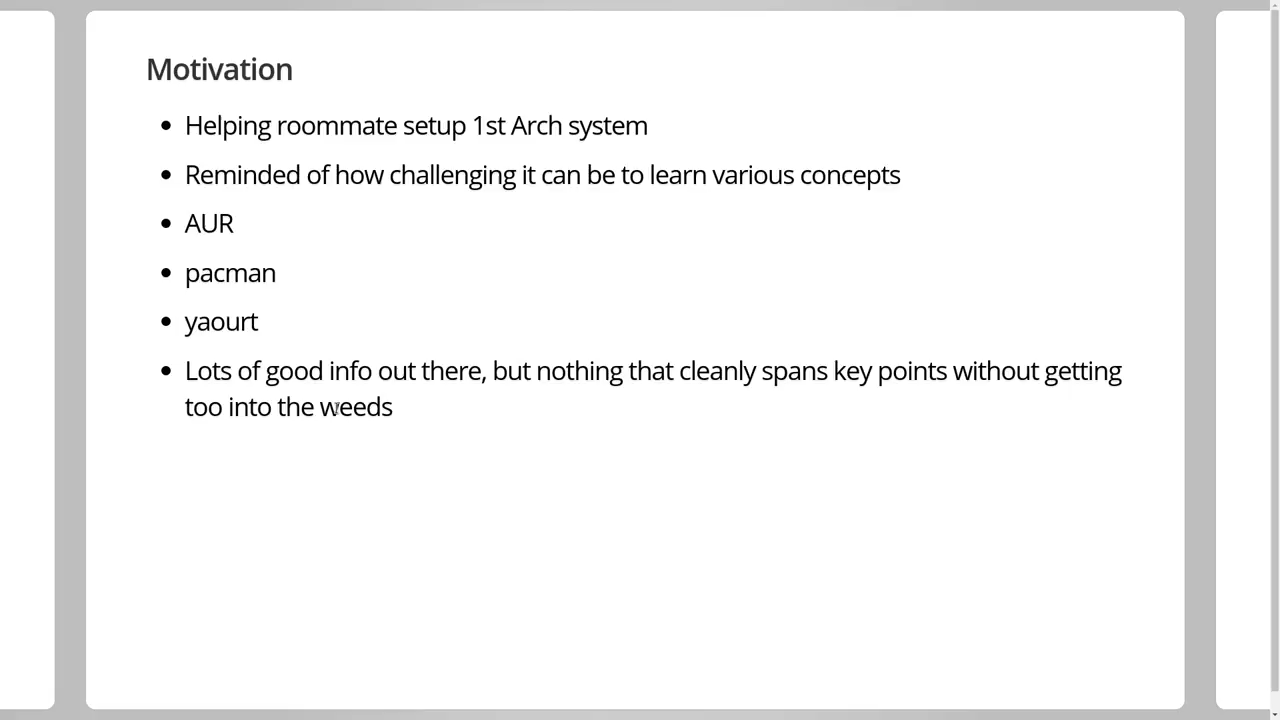 Motivation
• Helping roommate setup 1st Arch system
• Reminded of how challenging it can be to learn various concepts
• AUR
• pacman
• yaourt
• Lots of good info out there, but nothing that cleanly spans key points without getting
too into the weeds